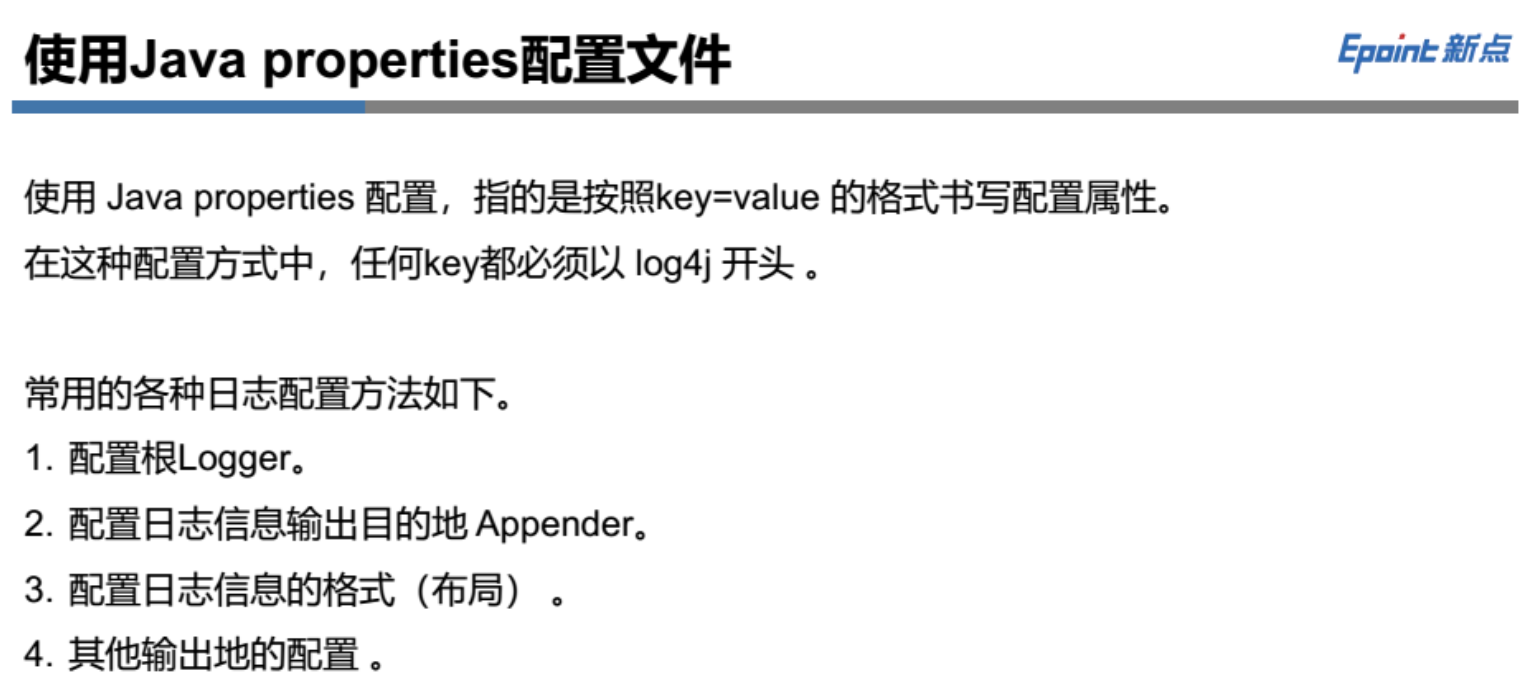 使用Java properties配置文件
Epoint 新点
使用 Java properties 配置，指的是按照key=value 的格式书写配置属性。
在这种配置方式中，任何key都必须以 log4j 开头 。
常用的各种日志配置方法如下。
1. 配置根Logger。
2. 配置日志信息输出目的地 Appender。
3. 配置日志信息的格式（布局） 。
4. 其他输出地的配置 。